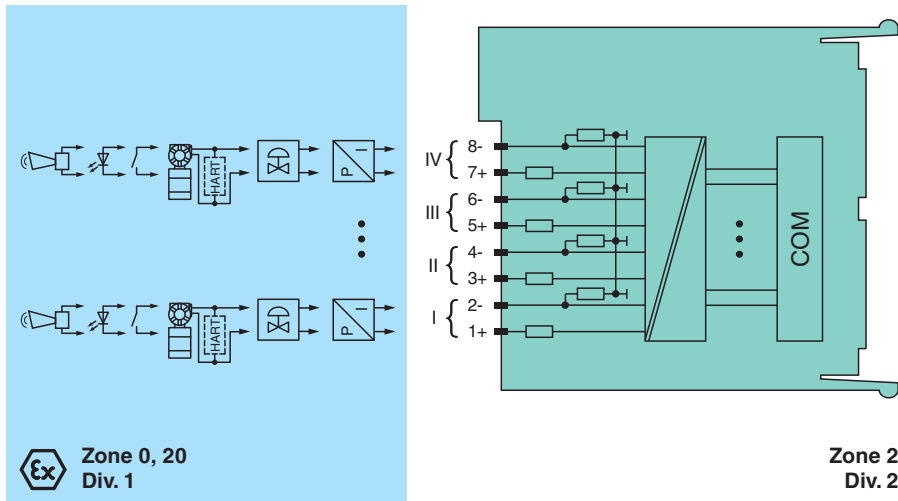 HART
P I
HART
P I
Ex
Zone 0, 20
Div. 1
IV
8-
7+
III
6-
5+
II
4-
3+
I
2-
1+
COM
Zone 2
Div. 2